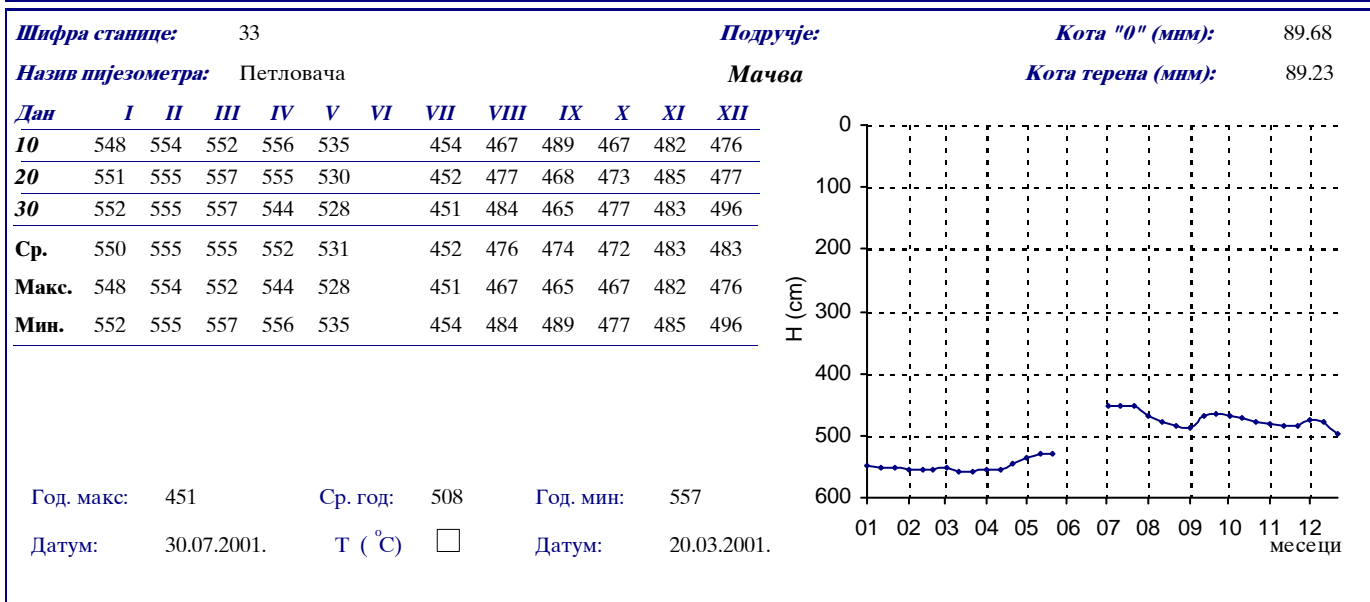 Шифра станице: 33 Подручје: Кота "0" (мнм): 89.68
Назив пијезометра: Петловача Мачва Кота терена (мнм): 89.23
Дан I II III IV V VI VII VIII IX X XI XII
10 548 554 552 556 535 454 467 489 467 482 476
20 551 555 557 555 530 452 477 468 473 485 477
30 552 555 557 544 528 451 484 465 477 483 496
Ср. 550 555 555 552 531 452 476 474 472 483 483
Макс. 548 554 552 544 528 451 467 465 467 482 476
Мин. 552 555 557 556 535 454 484 489 477 485 496
Год. макс: 451 Ср. год: 508 Год. мин: 557
Датум: 30.07.2001. T ( °C) Датум: 20.03.2001.
0
100
200
300
400
500
600
H (cm)
01 02 03 04 05 06 07 08 09 10 11 12
месеци